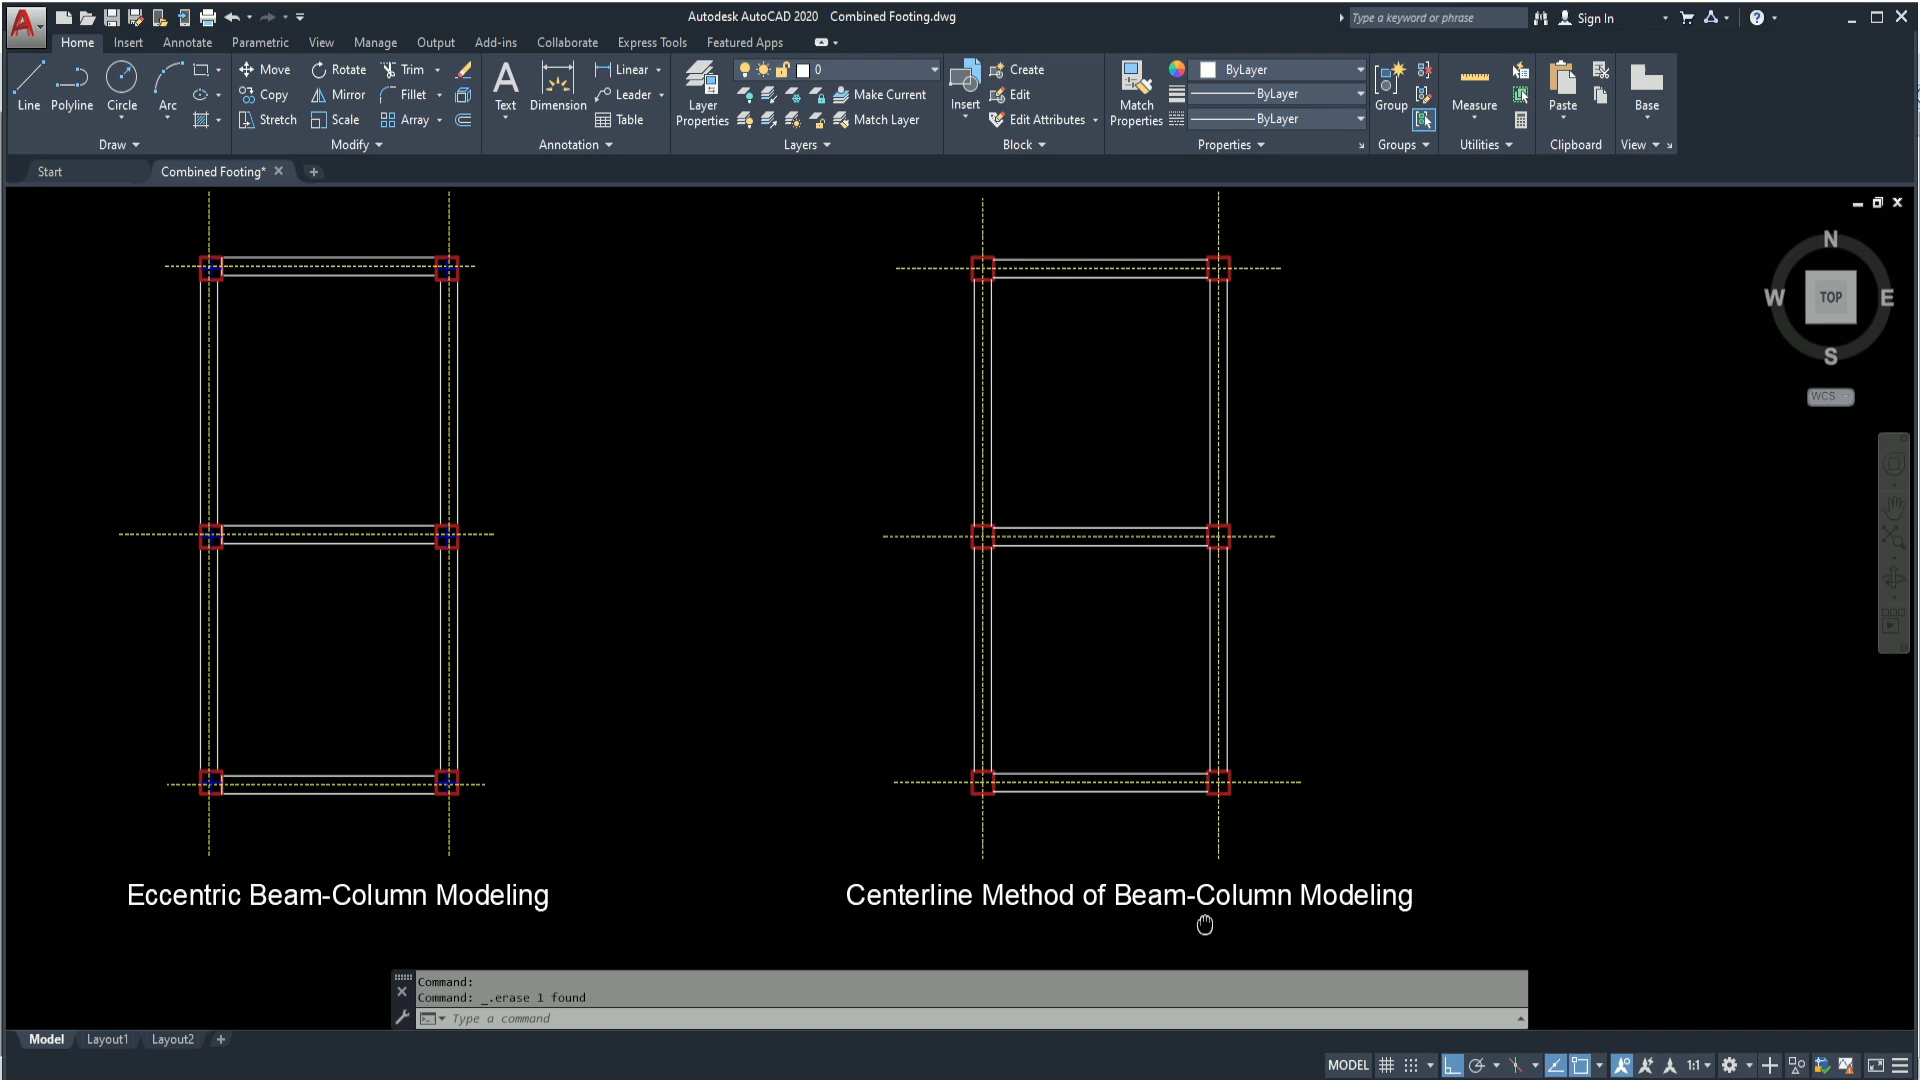 Autodesk AutoCAD 2020 Combined Footing.dwg
Type a keyword or phrase
Sign In
Home Insert Annotate Parametric View Manage Output Add-ins Collaborate Express Tools Featured Apps
Line Polyline Circle Arc
Move Rotate Trim
Copy Mirror Fillet
Stretch Scale Array
Text Dimension
Linear
Leader
Table
Layer Properties
0
Make Current
Match Layer
Insert
Create
Edit
Edit Attributes
Match Properties
ByLayer
ByLayer
ByLayer
Group
Measure
Paste
Base
Draw Modify Annotation Layers Block Properties Groups Utilities Clipboard View
Start Combined Footing*
N
W TOP E
S
WCS
Eccentric Beam-Column Modeling
Centerline Method of Beam-Column Modeling
Command:
Command: _.erase 1 found
Type a command
Model Layout1 Layout2
MODEL 1:1